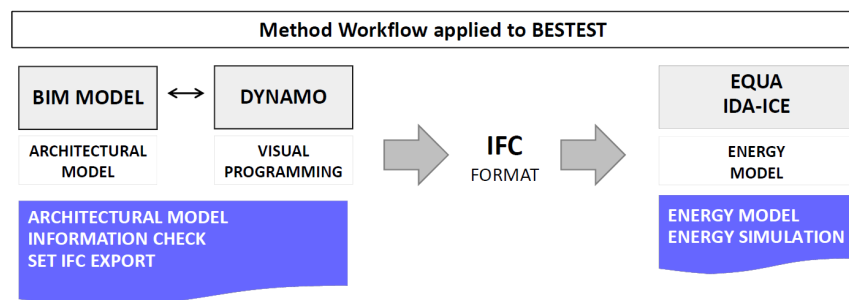 Method Workflow applied to BESTEST
BIM MODEL
DYNAMO
EQUA
IDA-ICE
ARCHITECTURAL
MODEL
VISUAL
PROGRAMMING
IFC
FORMAT
ENERGY
MODEL
ARCHITECTURAL MODEL
INFORMATION CHECK
SET IFC EXPORT
ENERGY MODEL
ENERGY SIMULATION